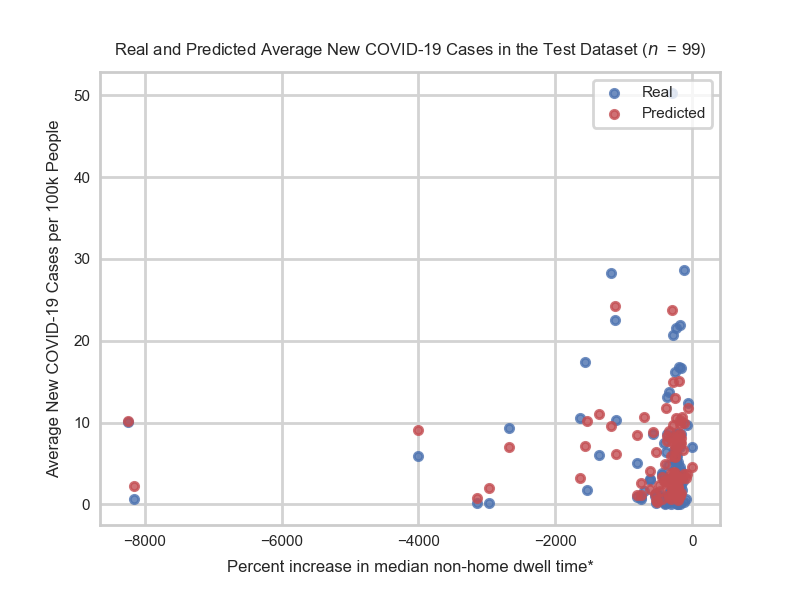 Real and Predicted Average New COVID-19 Cases in the Test Dataset (n = 99)
Real
Predicted
Average New COVID-19 Cases per 100k People
50
40
30
20
10
0
−8000
−6000
−4000
−2000
0
Percent increase in median non-home dwell time*